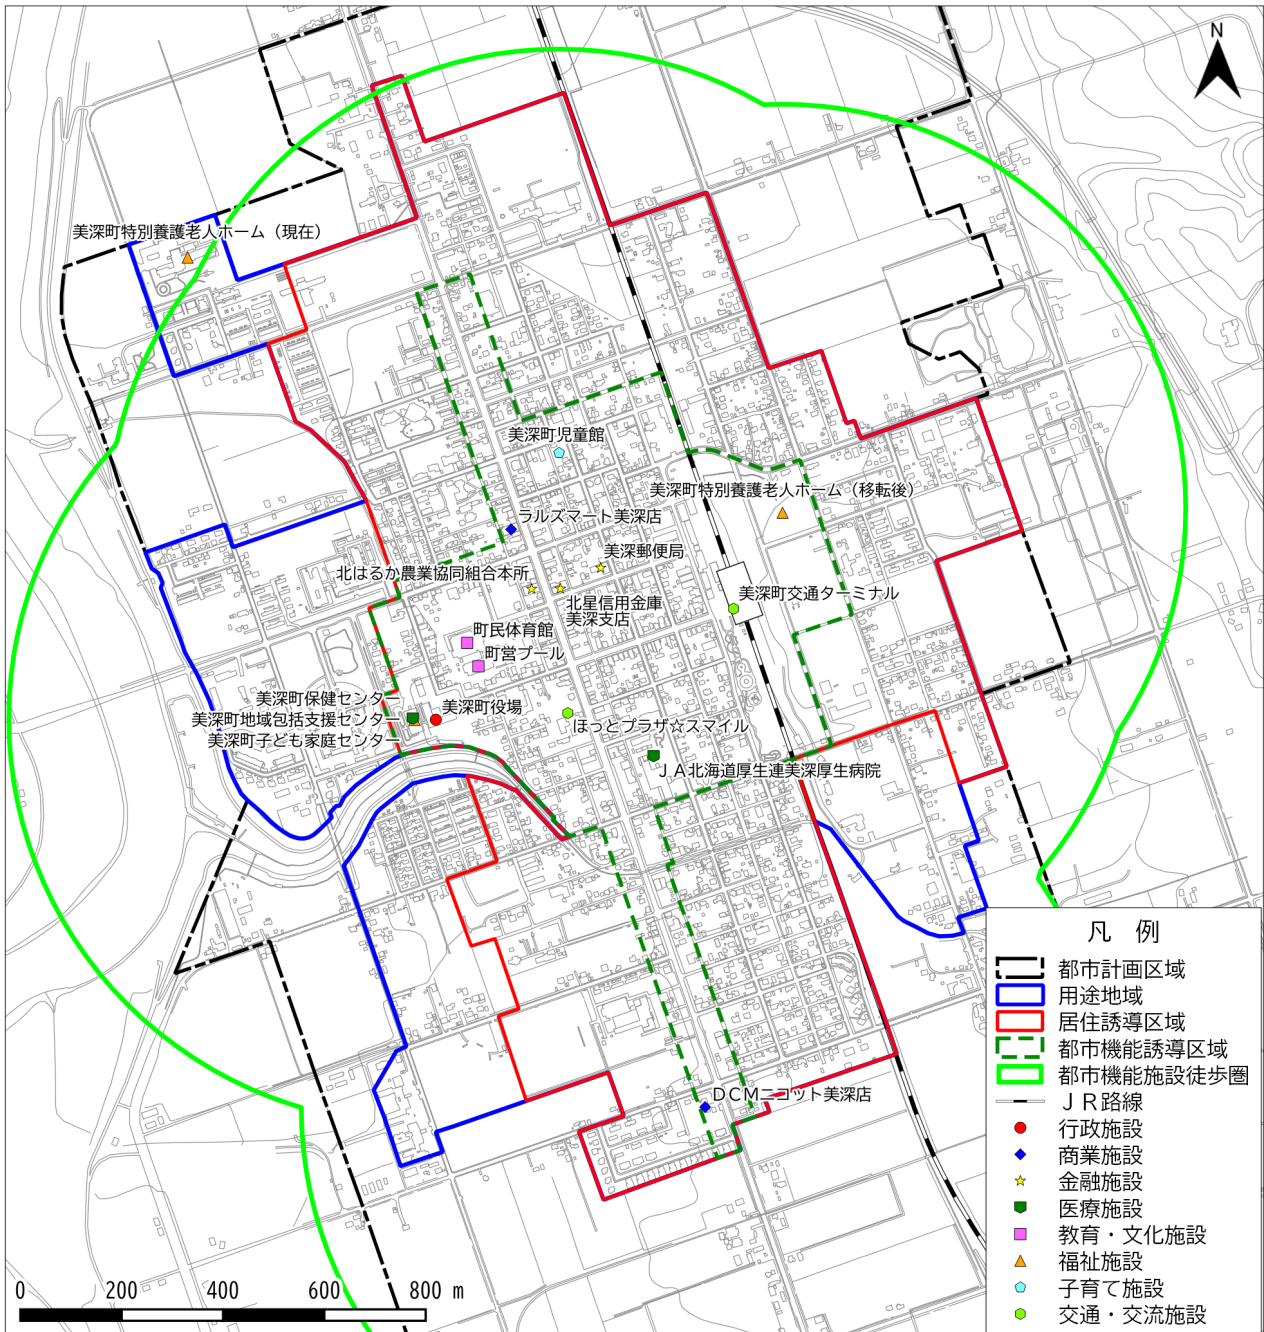 N
美深町特別養護老人ホーム（現在）
美深町児童館
美深町特別養護老人ホーム（移転後）
ラルズマート美深店
美深郵便局
北はるか農業協同組合本所
北星信用金庫
美深支店
美深町交通ターミナル
町民体育館
町営プール
美深町保健センター
美深町地域包括支援センター
美深町子ども家庭センター
美深町役場
ほっとプラザ☆スマイル
ＪＡ北海道厚生連美深厚生病院
ＤＣＭニコット美深店
凡 例
都市計画区域
用途地域
居住誘導区域
都市機能誘導区域
都市機能施設徒歩圏
ＪＲ路線
行政施設
商業施設
金融施設
医療施設
教育・文化施設
福祉施設
子育て施設
交通・交流施設
0 200 400 600 800 m